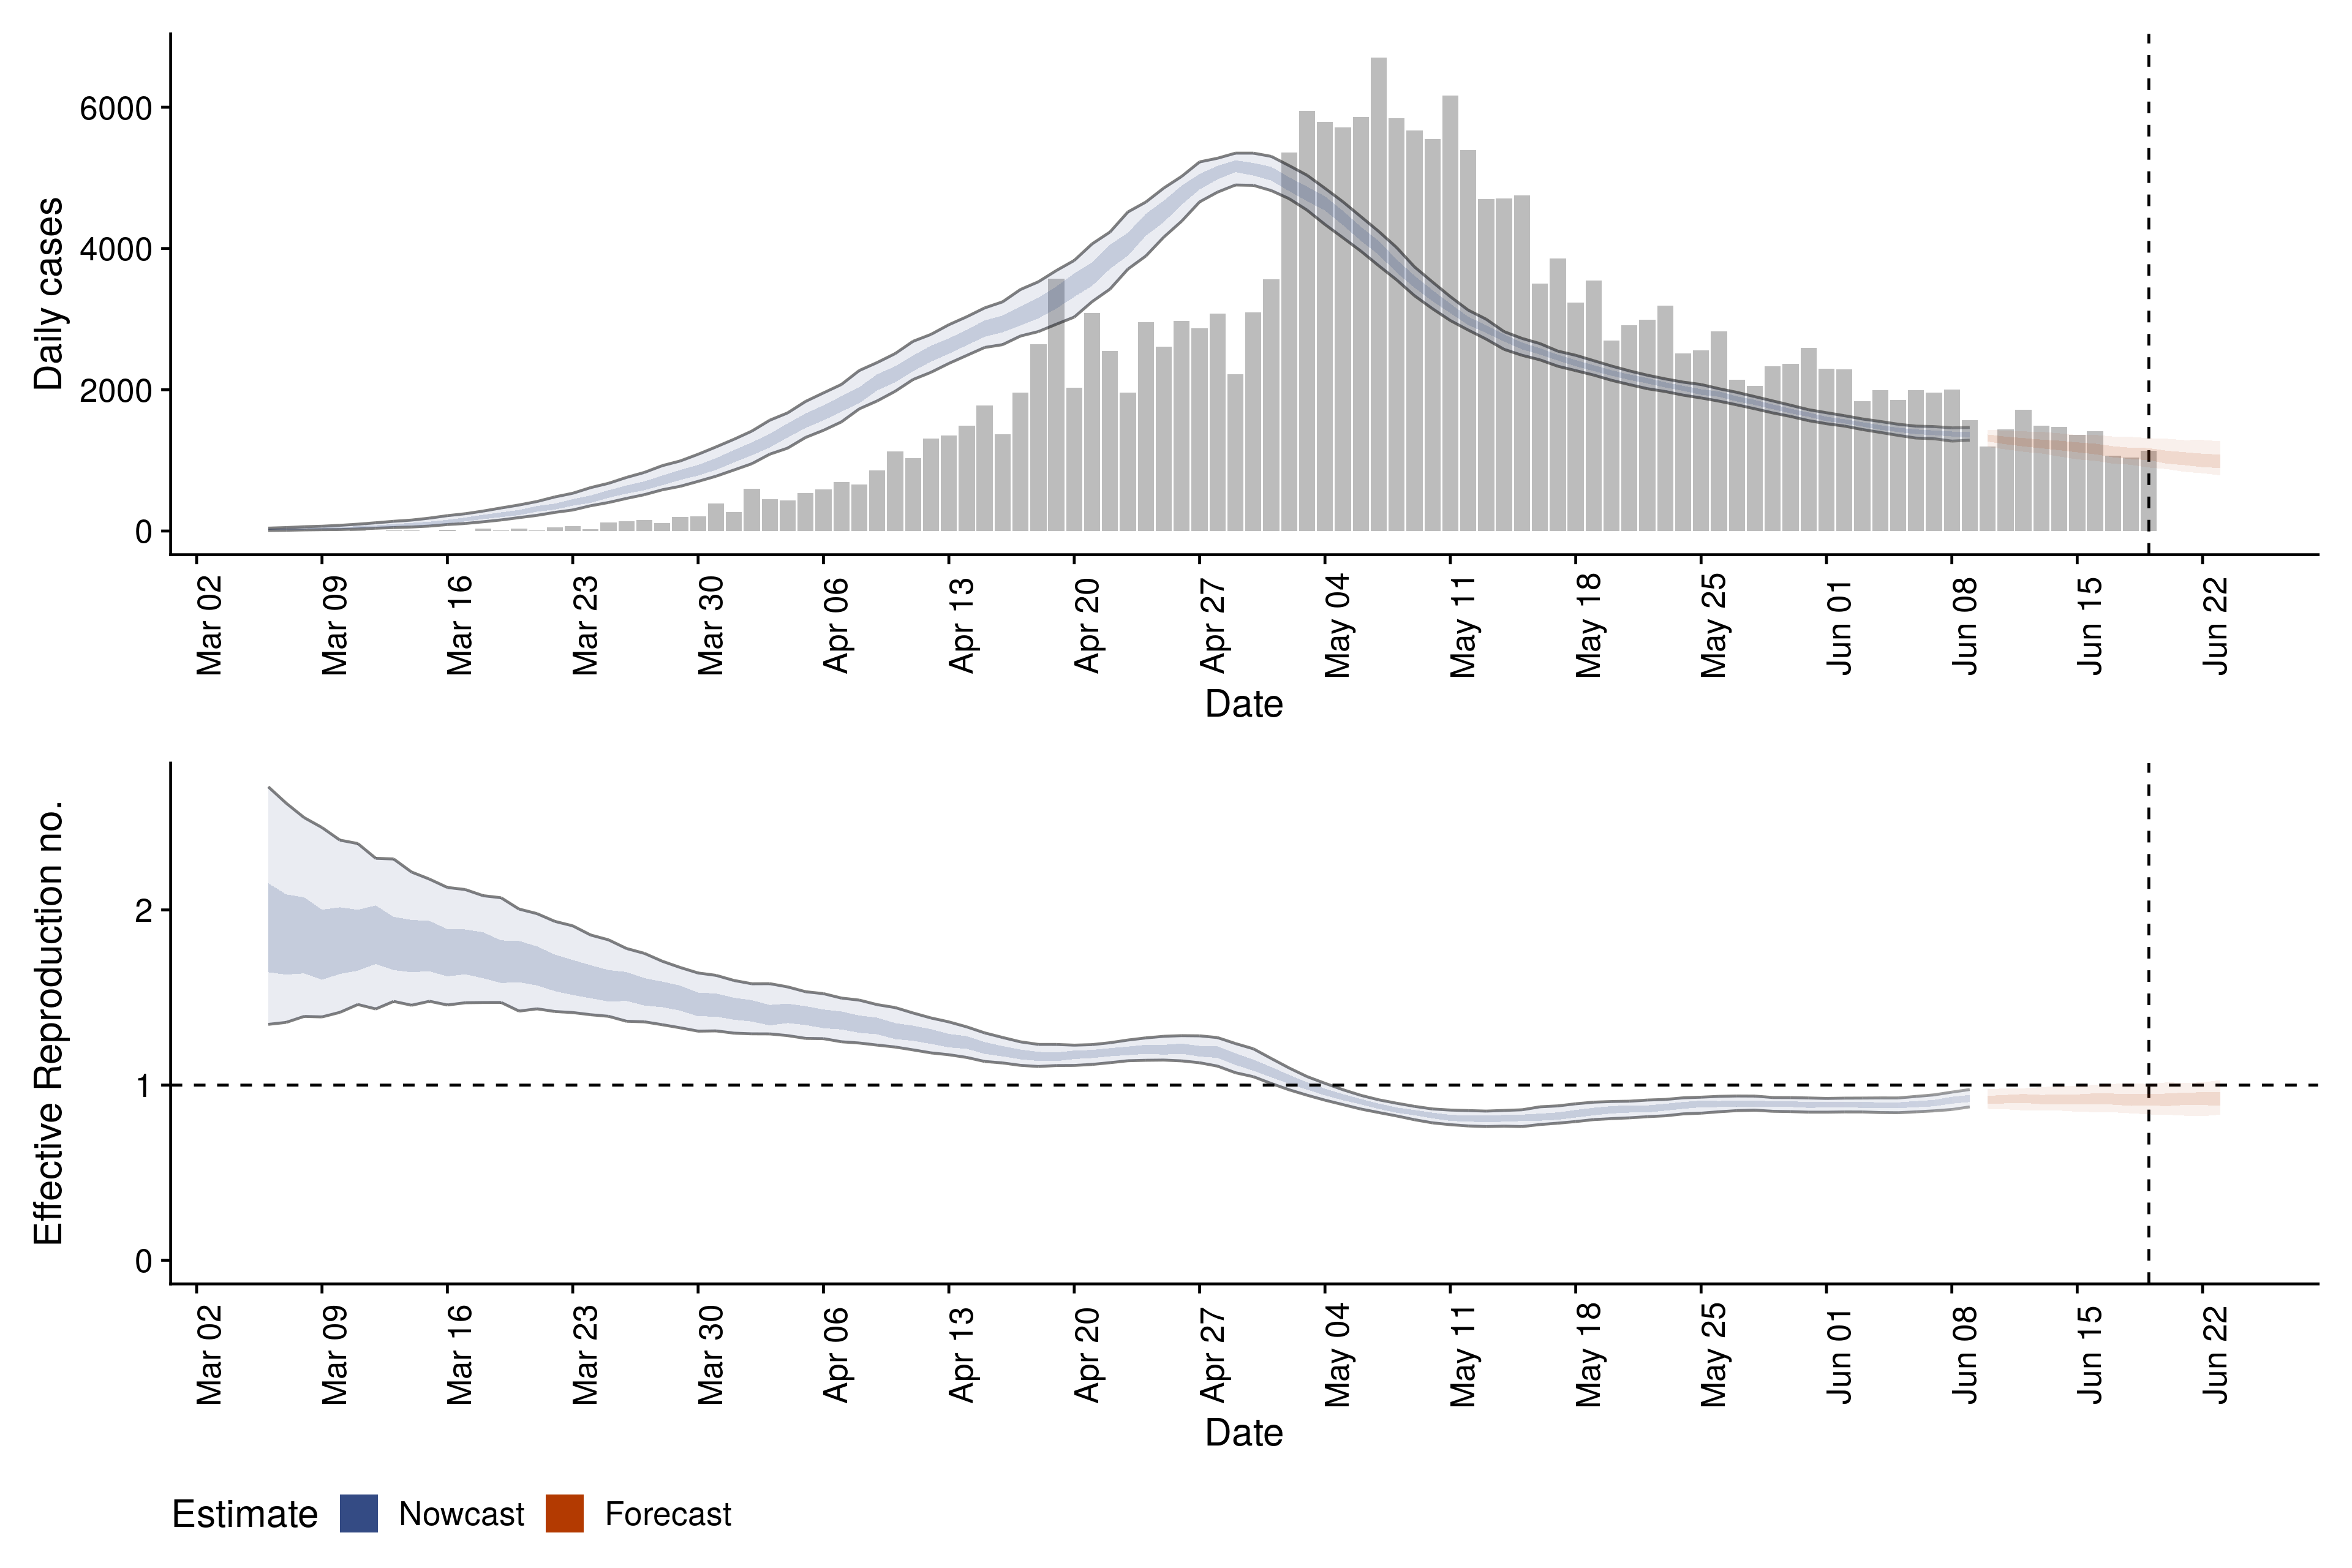 Daily cases
6000
4000
2000
0
Mar 02
Mar 09
Mar 16
Mar 23
Mar 30
Apr 06
Apr 13
Apr 20
Apr 27
May 04
May 11
May 18
May 25
Jun 01
Jun 08
Jun 15
Jun 22
Date
Effective Reproduction no.
2
1
0
Mar 02
Mar 09
Mar 16
Mar 23
Mar 30
Apr 06
Apr 13
Apr 20
Apr 27
May 04
May 11
May 18
May 25
Jun 01
Jun 08
Jun 15
Jun 22
Date
Estimate Nowcast Forecast